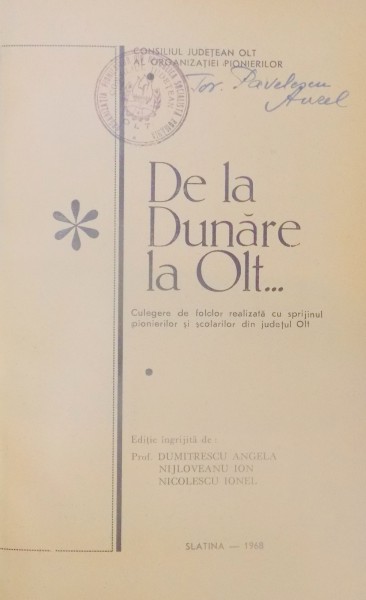 CONSILIUL JUDEȚEAN OLT
AL ORGANIZAȚIEI PIONIERILOR
Tov. Pavelescu
Aurel
De la
Dunăre
la Olt...
Culegere de folclor realizată cu sprijinul
pionierilor și școlarilor din județul Olt
Ediție îngrijită de :
Prof. DUMITRESCU ANGELA
NIJLOVEANU ION
NICOLESCU IONEL
SLATINA — 1968